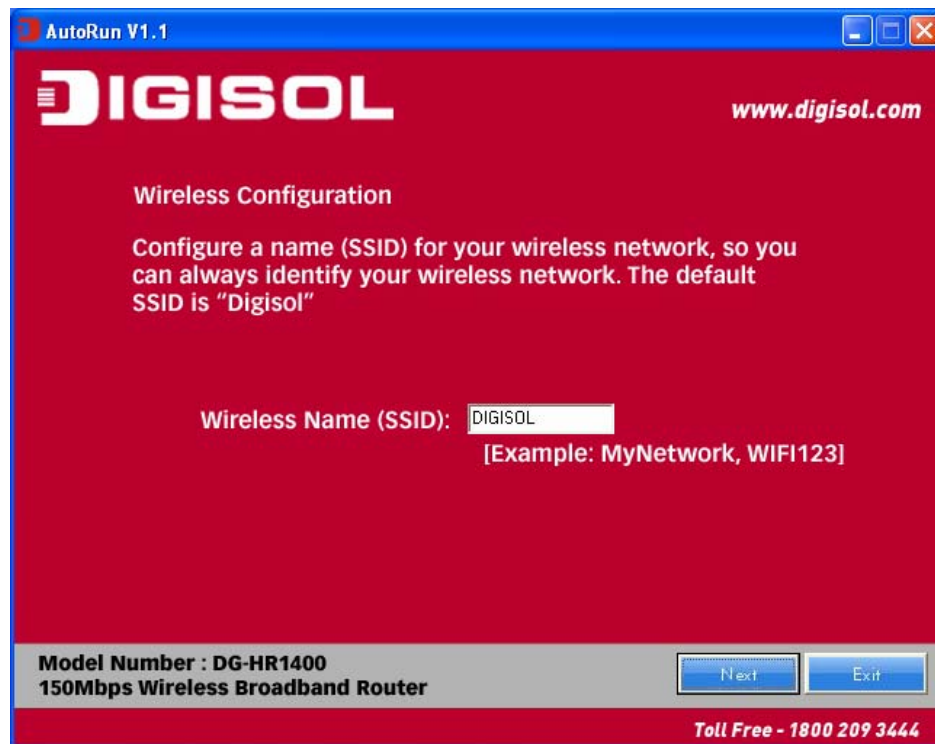 AutoRun V1.1
DIGISOL
www.digisol.com
Wireless Configuration
Configure a name (SSID) for your wireless network, so you
can always identify your wireless network. The default
SSID is “Digisol”
Wireless Name (SSID): DIGISOL
[Example: MyNetwork, WIFI123]
Model Number : DG-HR1400
150Mbps Wireless Broadband Router
Next
Exit
Toll Free - 1800 209 3444